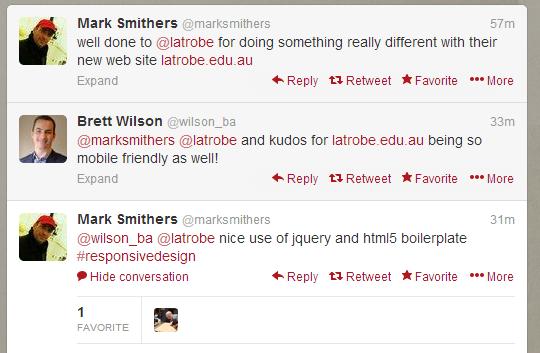 Mark Smithers @marksmithers 57m
well done to @latrobe for doing something really different with their
new web site latrobe.edu.au
Expand Reply Retweet Favorite More
Brett Wilson @wilson_ba 33m
@marksmithers @latrobe and kudos for latrobe.edu.au being so
mobile friendly as well!
Expand Reply Retweet Favorite More
Mark Smithers @marksmithers 31m
@wilson_ba @latrobe nice use of jquery and html5 boilerplate
#responsivedesign
Hide conversation Reply Retweet Favorite More
1
FAVORITE